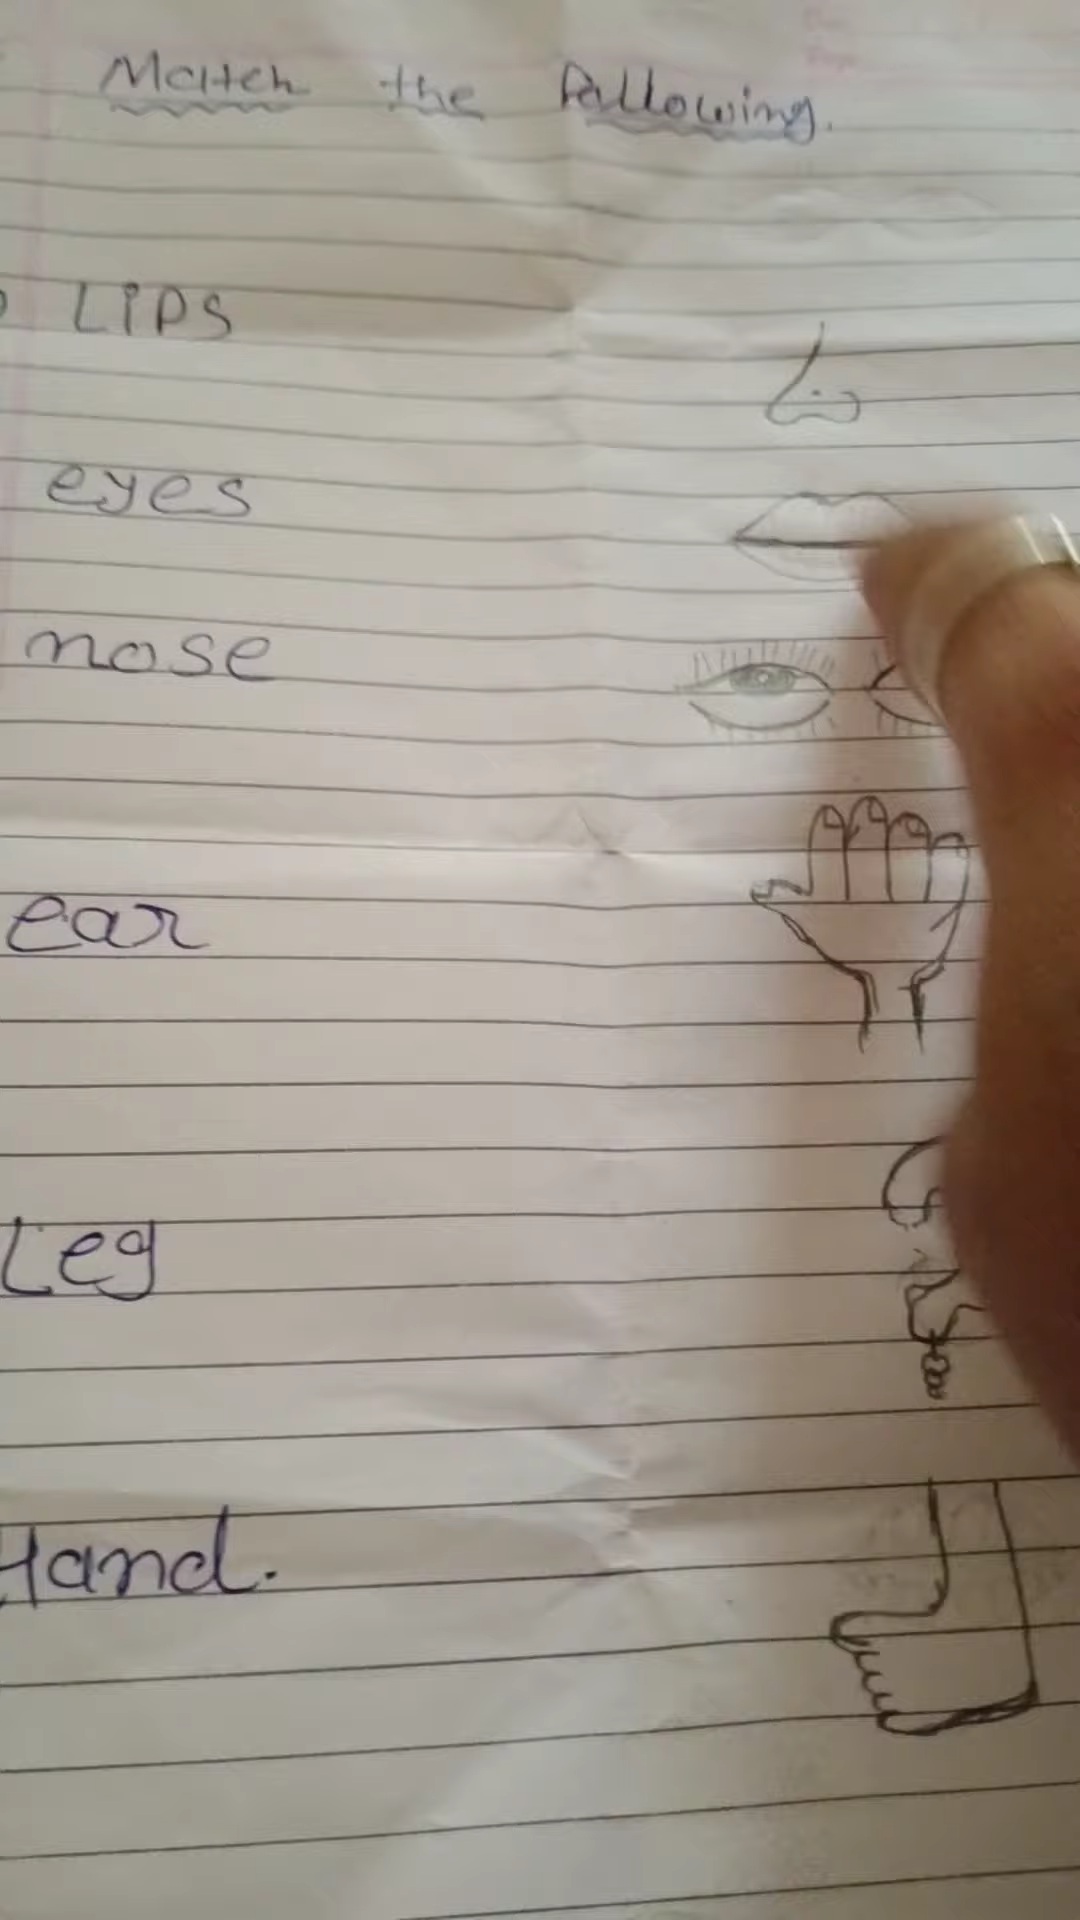 Match the Following.
LIPS
eyes
nose
ear
Leg
Hand.